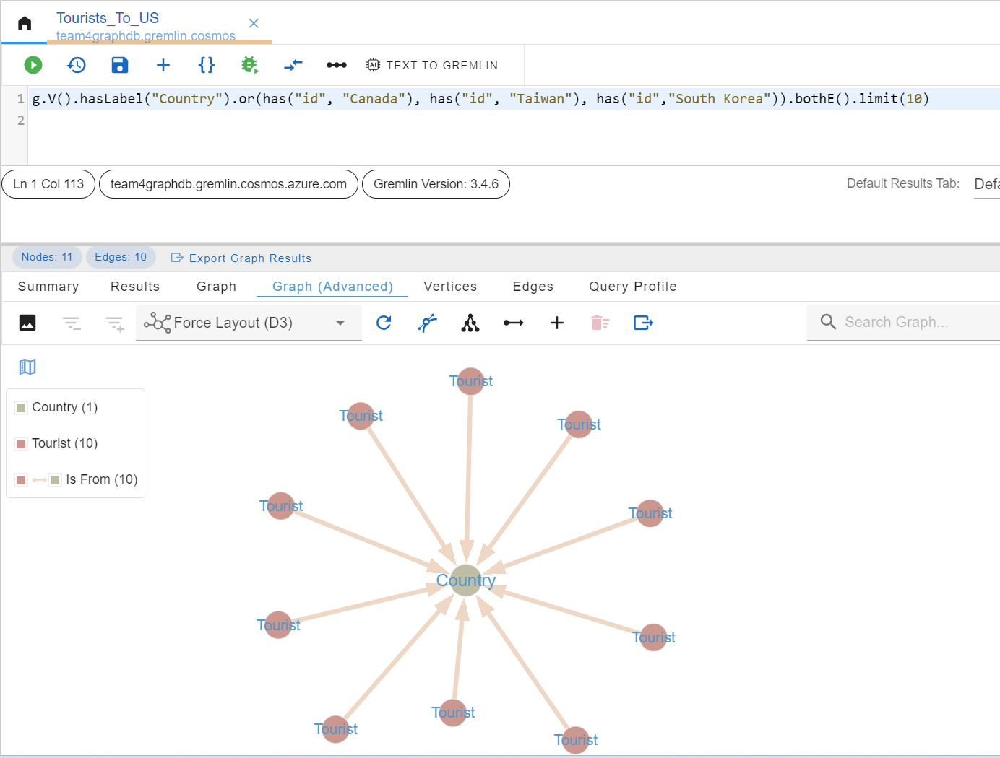 Tourists_To_US
team4graphdb.gremlin.cosmos
TEXT TO GREMLIN
1 g.V().hasLabel("Country").or(has("id", "Canada"), has("id", "Taiwan"), has("id","South Korea")).bothE().limit(10)
2
Ln 1 Col 113 team4graphdb.gremlin.cosmos.azure.com Gremlin Version: 3.4.6 Default Results Tab: Defa
Nodes: 11 Edges: 10 Export Graph Results
Summary Results Graph Graph (Advanced) Vertices Edges Query Profile
Force Layout (D3) Search Graph...
Country (1)
Tourist (10)
Is From (10)
Tourist
Tourist
Tourist
Tourist
Tourist
Country
Tourist
Tourist
Tourist
Tourist
Tourist